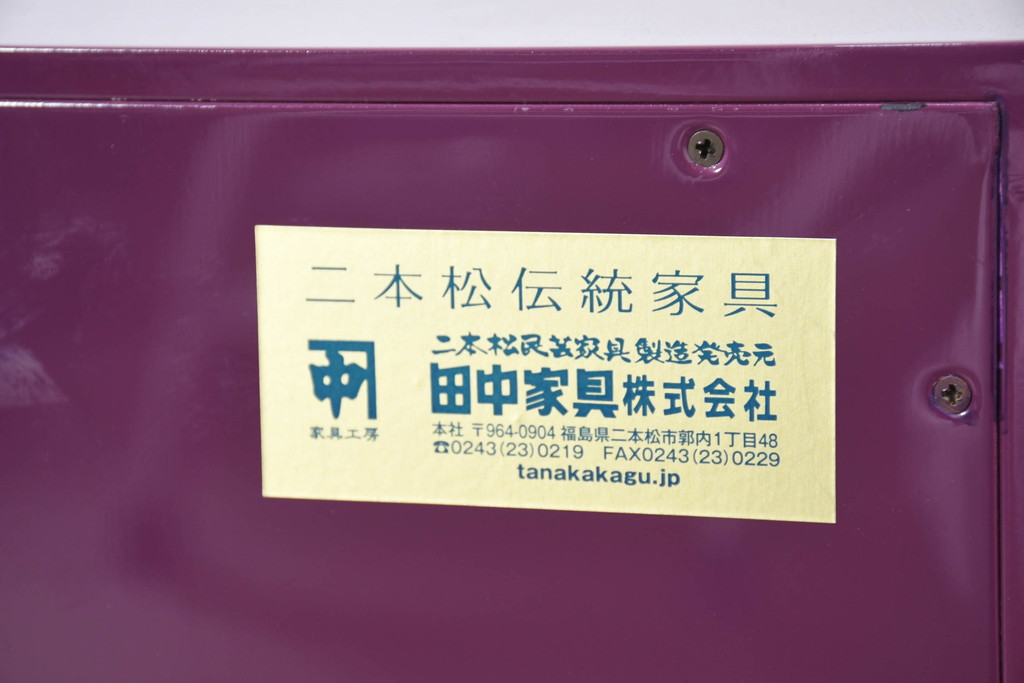 二本松伝統家具
家具工房
二本松民芸家具製造発売元
田中家具株式会社
本社 〒964-0904 福島県二本松市郭内1丁目48
☎0243(23)0219 FAX0243(23)0229
tanakakagu.jp